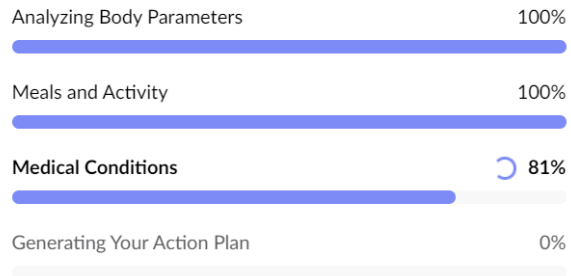 Analyzing Body Parameters 100%
Meals and Activity 100%
Medical Conditions 81%
Generating Your Action Plan 0%